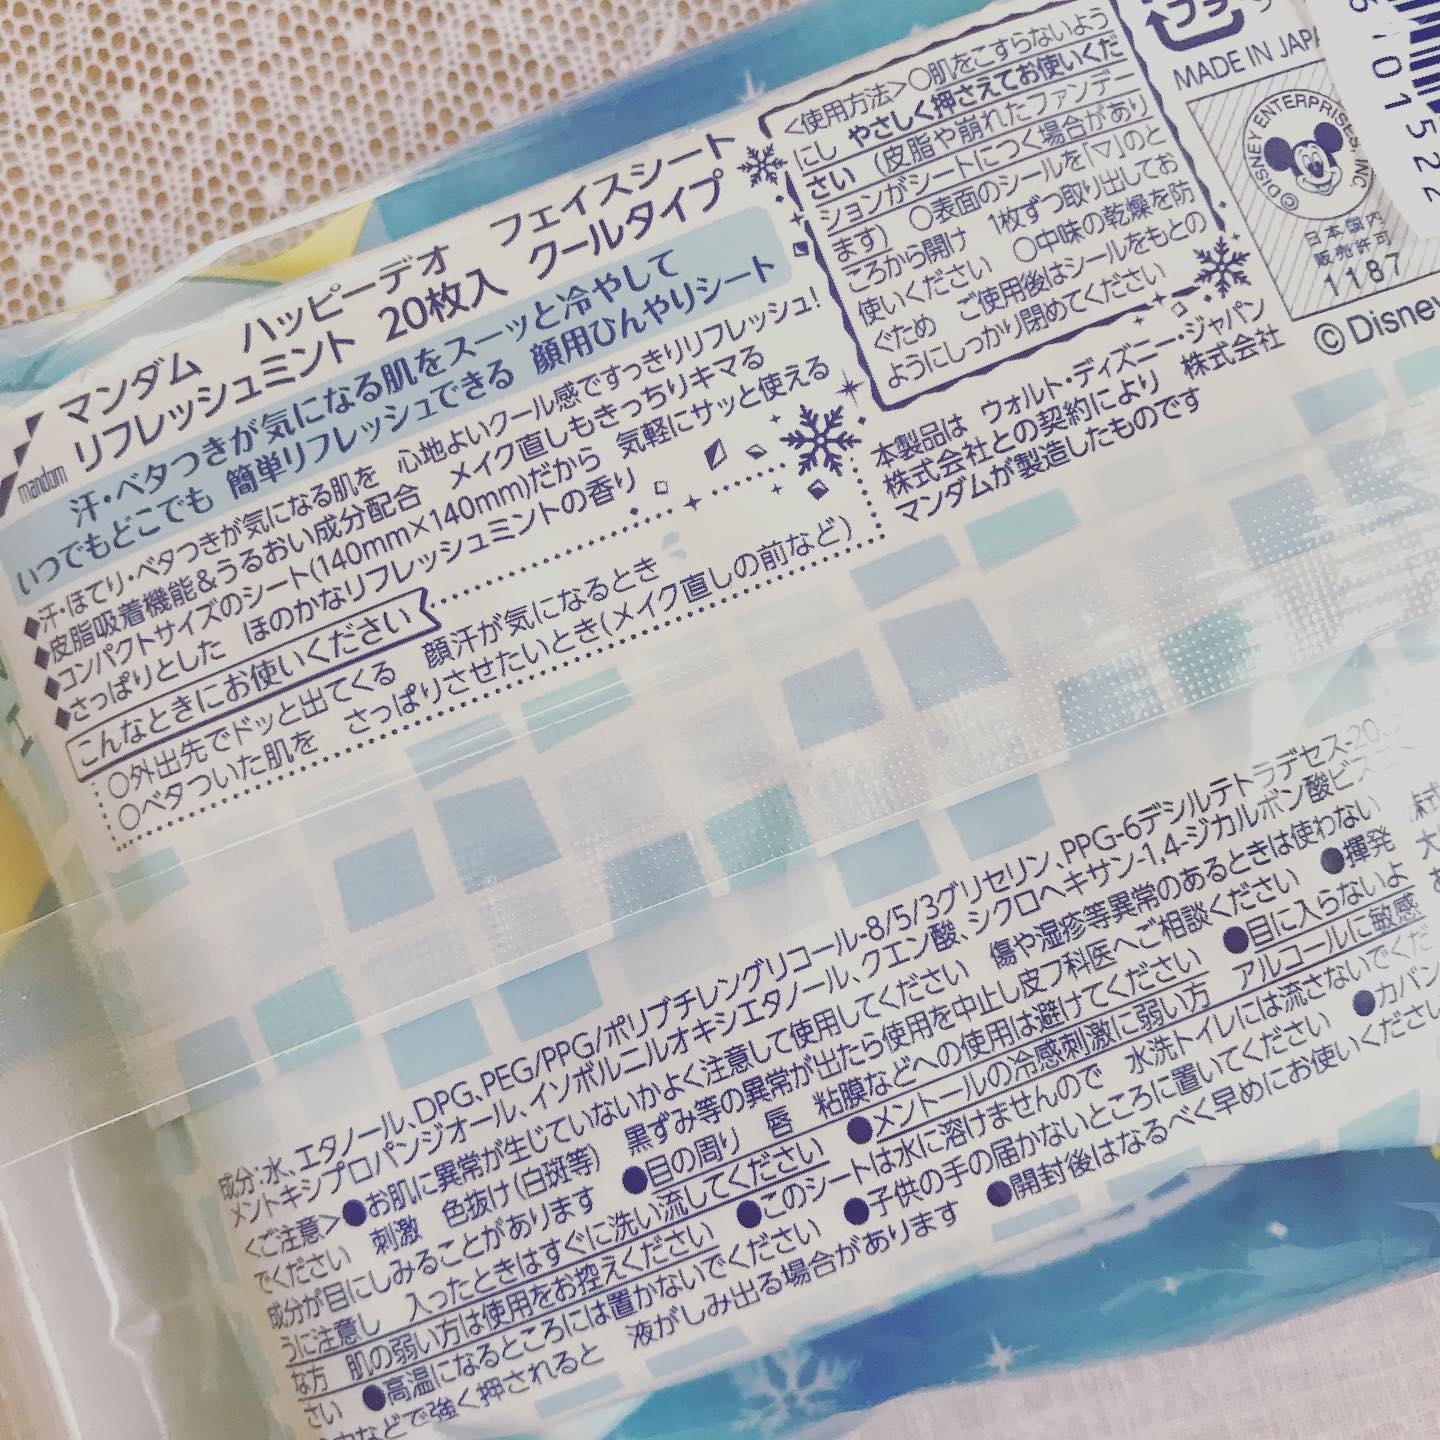 マンダム ハッピーデオ フェイスシート
リフレッシュミント 20枚入 クールタイプ
mandom
汗・ベタつきが気になる肌をスーッと冷やして
いつでもどこでも 簡単リフレッシュできる 顔用ひんやりシート
◆汗・ほてり・ベタつきが気になる肌を 心地よいクール感ですっきりリフレッシュ!
◆皮脂吸着機能&うるおい成分配合 メイク直しもきっちりキマる
◆コンパクトサイズのシート(140mm×140mm)だから 気軽にサッと使える
◆さっぱりとした ほのかなリフレッシュミントの香り
こんなときにお使いください
○外出先でドッと出てくる 顔汗が気になるとき
○ベタついた肌を さっぱりさせたいとき(メイク直しの前など)
<使用方法>○肌をこすらないよう
にし やさしく押さえてお使いくだ
さい (皮脂や崩れたファンデー
ションがシートにつく場合があり
ます) ○表面のシールを「▽」のと
ころから開け 1枚ずつ取り出してお
使いください ○中味の乾燥を防
ぐため ご使用後はシールをもとの
ようにしっかり閉めてください
プラ
MADE IN JAPA
©DISNEY ENTERPRISES, INC
日本国内
販売許可
1187
©Disney
本製品は ウォルト・ディズニー・ジャパン
株式会社との契約により 株式会社
マンダムが製造したものです
成分:水、エタノール、DPG、PEG/PPG/ポリブチレングリコール-8/5/3グリセリン、PPG-6デシルテトラデセス-20、
メントキシプロパンジオール、イソボルニルオキシエタノール、クエン酸、シクロヘキサン-1,4-ジカルボン酸ビス
<ご注意>●お肌に異常が生じていないかよく注意して使用してください 傷や湿疹等異常のあるときは使わない
でください 刺激 色抜け(白斑等) 黒ずみ等の異常が出たら使用を中止し皮フ科医へご相談ください ●揮発
成分が目にしみることがあります ●目の周り 唇 粘膜などへの使用は避けてください ●目に入らないよ
うに注意し 入ったときはすぐに洗い流してください ●メントールの冷感刺激に弱い方 アルコールに敏感
な方 肌の弱い方は使用をお控えください ●このシートは水に溶けませんので 水洗トイレには流さないでくだ
さい ●高温になるところには置かないでください ●子供の手の届かないところに置いてください ●カバン
などで強く押されると 液がしみ出る場合があります ●開封後はなるべく早めにお使いください